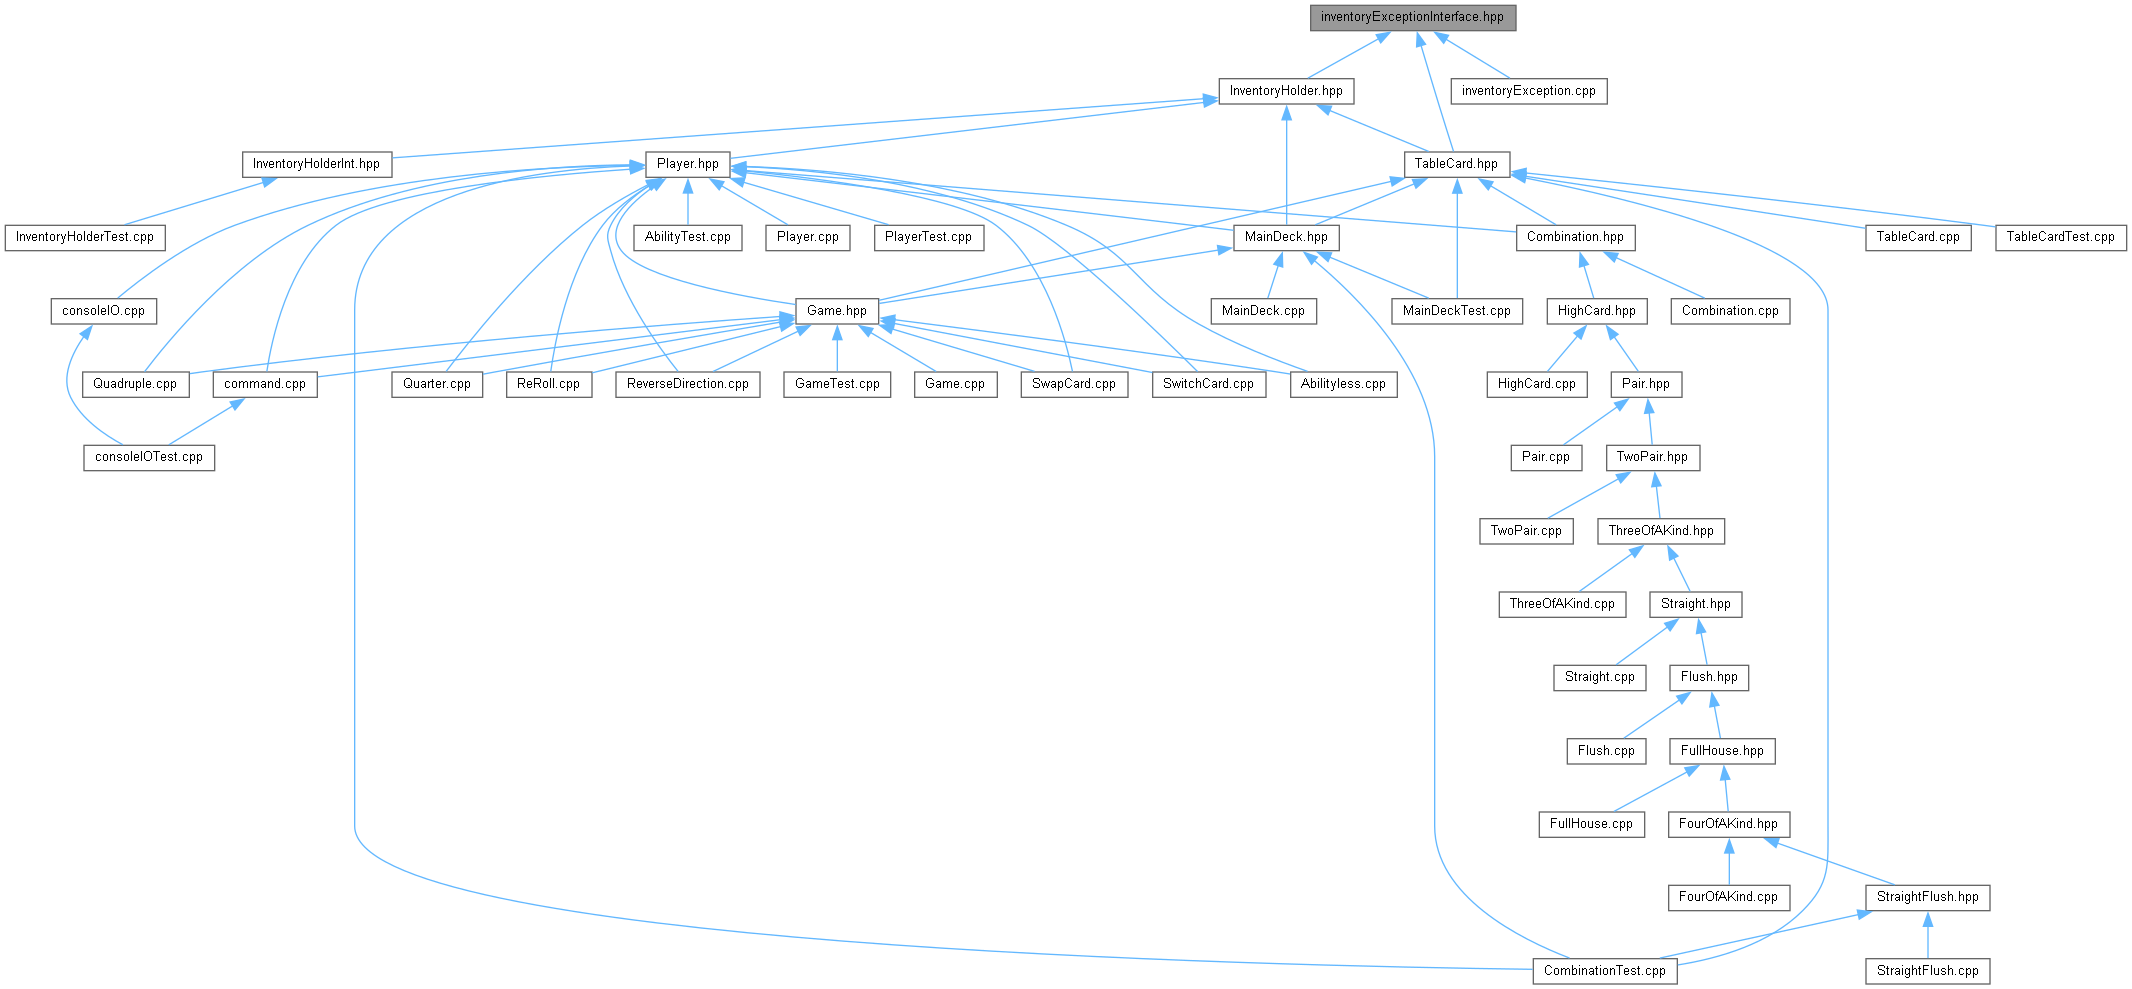 inventoryExceptionInterface.hpp
InventoryHolder.hpp
inventoryException.cpp
InventoryHolderInt.hpp
Player.hpp
TableCard.hpp
InventoryHolderTest.cpp
AbilityTest.cpp
Player.cpp
PlayerTest.cpp
MainDeck.hpp
Combination.hpp
TableCard.cpp
TableCardTest.cpp
consoleIO.cpp
Game.hpp
MainDeck.cpp
MainDeckTest.cpp
HighCard.hpp
Combination.cpp
Quadruple.cpp
command.cpp
Quarter.cpp
ReRoll.cpp
ReverseDirection.cpp
GameTest.cpp
Game.cpp
SwapCard.cpp
SwitchCard.cpp
Abilityless.cpp
HighCard.cpp
Pair.hpp
consoleIOTest.cpp
Pair.cpp
TwoPair.hpp
TwoPair.cpp
ThreeOfAKind.hpp
ThreeOfAKind.cpp
Straight.hpp
Straight.cpp
Flush.hpp
Flush.cpp
FullHouse.hpp
FullHouse.cpp
FourOfAKind.hpp
FourOfAKind.cpp
StraightFlush.hpp
CombinationTest.cpp
StraightFlush.cpp